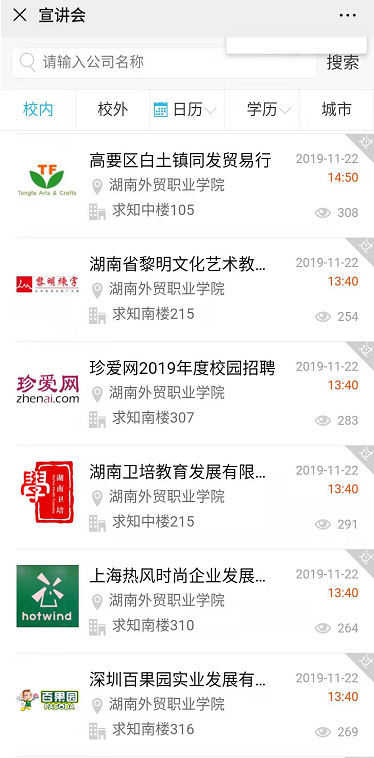 宣讲会
请输入公司名称
搜索
校内
校外
日历
学历
城市
TF
Tongfa Arts & Crafts
高要区白土镇同发贸易行
2019-11-22
过
湖南外贸职业学院
14:50
求知中楼105
308
黎明练字
湖南省黎明文化艺术教...
2019-11-22
过
湖南外贸职业学院
13:40
求知南楼215
254
珍爱网
zhenai.com
珍爱网2019年度校园招聘
2019-11-22
过
湖南外贸职业学院
13:40
求知南楼307
283
學
湖南卫培
湖南卫培教育发展有限...
2019-11-22
过
湖南外贸职业学院
13:40
求知中楼215
291
hotwind
上海热风时尚企业发展...
2019-11-22
过
湖南外贸职业学院
13:40
求知南楼310
264
百果园
PAGODA
深圳百果园实业发展有...
2019-11-22
过
湖南外贸职业学院
13:40
求知南楼316
269